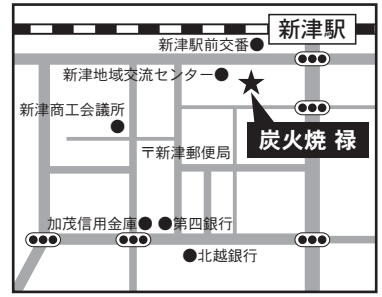 新津駅
新津駅前交番
新津地域交流センター
新津商工会議所
炭火焼 禄
〒新津郵便局
加茂信用金庫
第四銀行
北越銀行